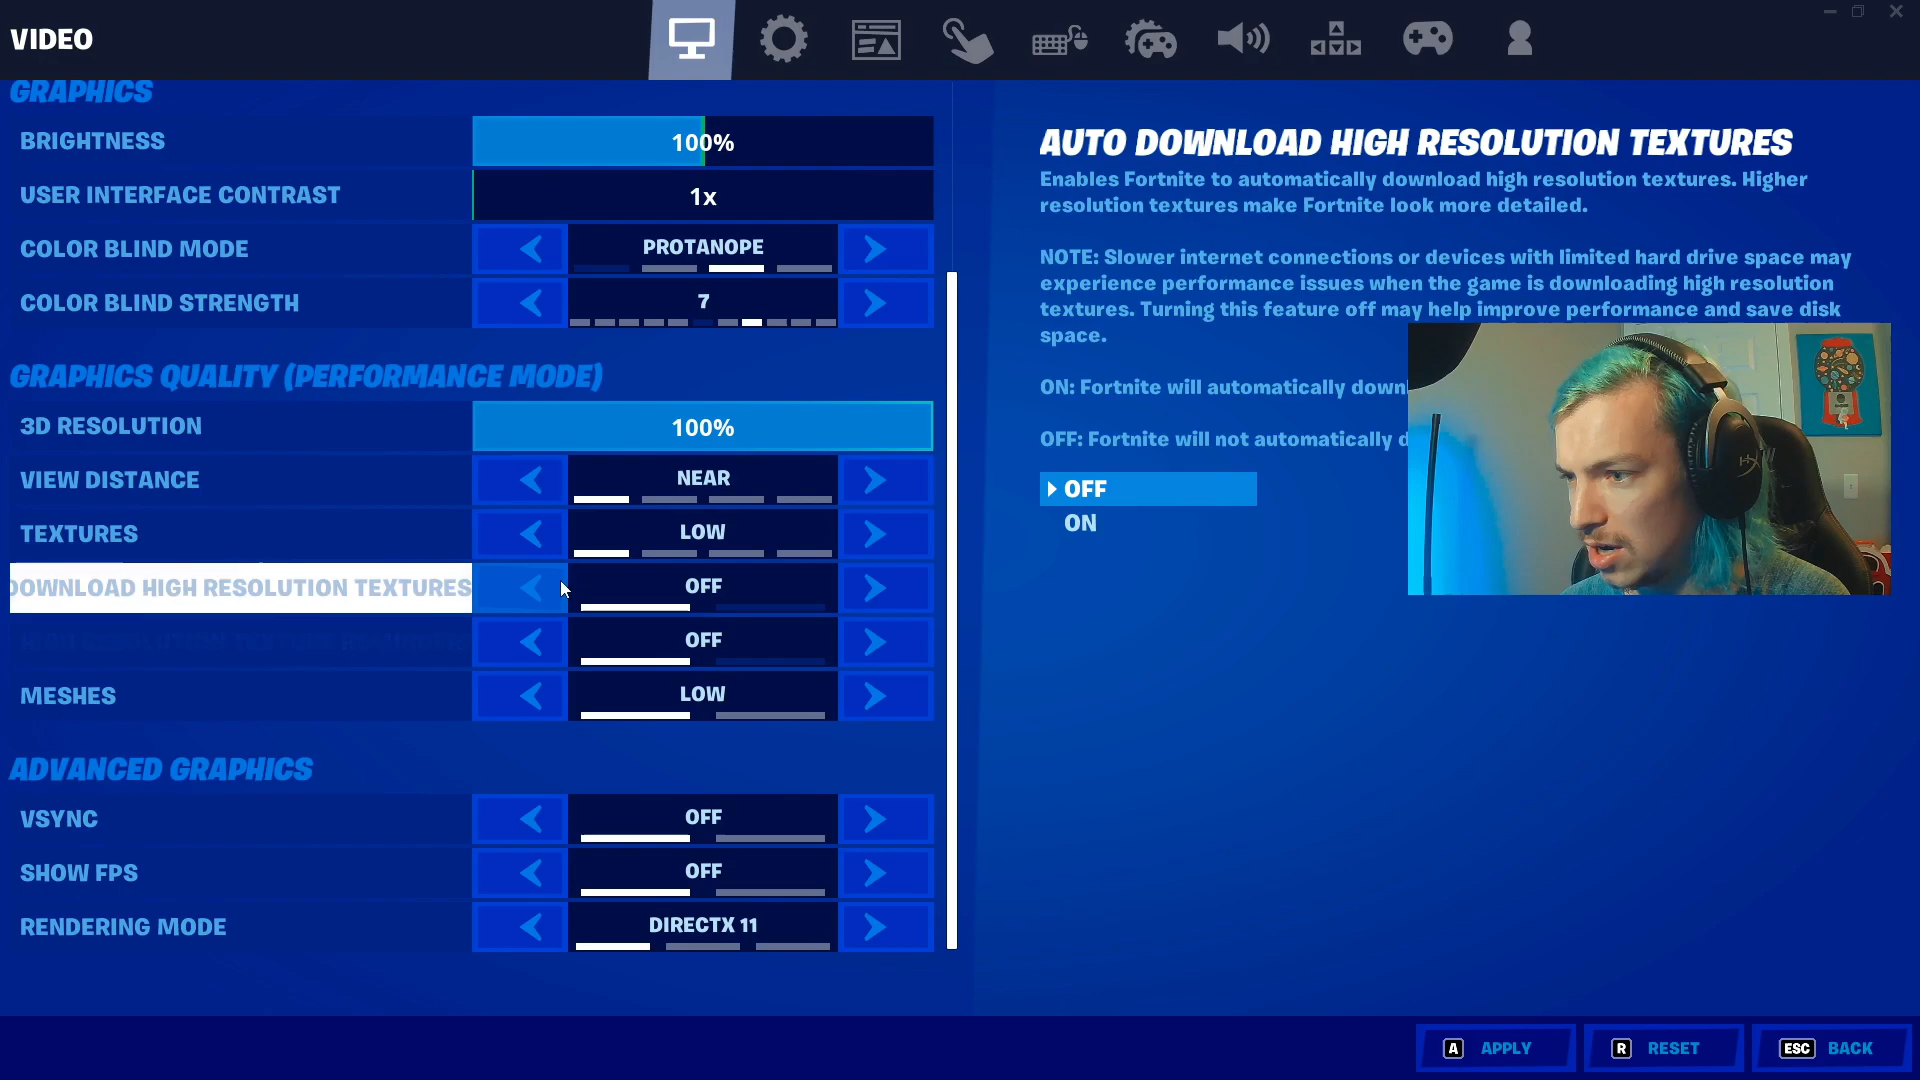 VIDEO
GRAPHICS
BRIGHTNESS 100%
USER INTERFACE CONTRAST 1x
COLOR BLIND MODE PROTANOPE
COLOR BLIND STRENGTH 7
GRAPHICS QUALITY (PERFORMANCE MODE)
3D RESOLUTION 100%
VIEW DISTANCE NEAR
TEXTURES LOW
DOWNLOAD HIGH RESOLUTION TEXTURES OFF
OFF
MESHES LOW
ADVANCED GRAPHICS
VSYNC OFF
SHOW FPS OFF
RENDERING MODE DIRECTX 11
AUTO DOWNLOAD HIGH RESOLUTION TEXTURES
Enables Fortnite to automatically download high resolution textures. Higher
resolution textures make Fortnite look more detailed.
NOTE: Slower internet connections or devices with limited hard drive space may
experience performance issues when the game is downloading high resolution
textures. Turning this feature off may help improve performance and save disk
space.
ON: Fortnite will automatically down
OFF: Fortnite will not automatically d
OFF
ON
A APPLY
R RESET
ESC BACK